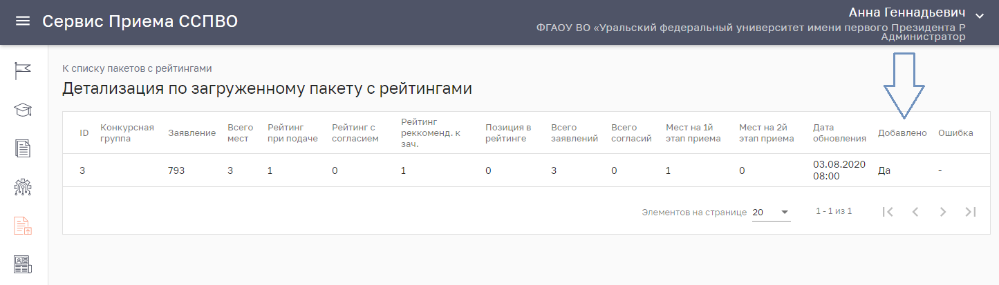 Сервис Приема ССПВО
Анна Геннадьевич
ФГАОУ ВО «Уральский федеральный университет имени первого Президента Р
Администратор
К списку пакетов с рейтингами
Детализация по загруженному пакету с рейтингами
ID Конкурсная группа Заявление Всего мест Рейтинг при подаче Рейтинг с согласием Рейтинг реккоменд. к зач. Позиция в рейтинге Всего заявлений Всего согласий Мест на 1й этап приема Мест на 2й этап приема Дата обновления Добавлено Ошибка
3 793 3 1 0 1 0 3 0 1 0 03.08.2020 08:00 Да -
Элементов на странице 20 1 - 1 из 1